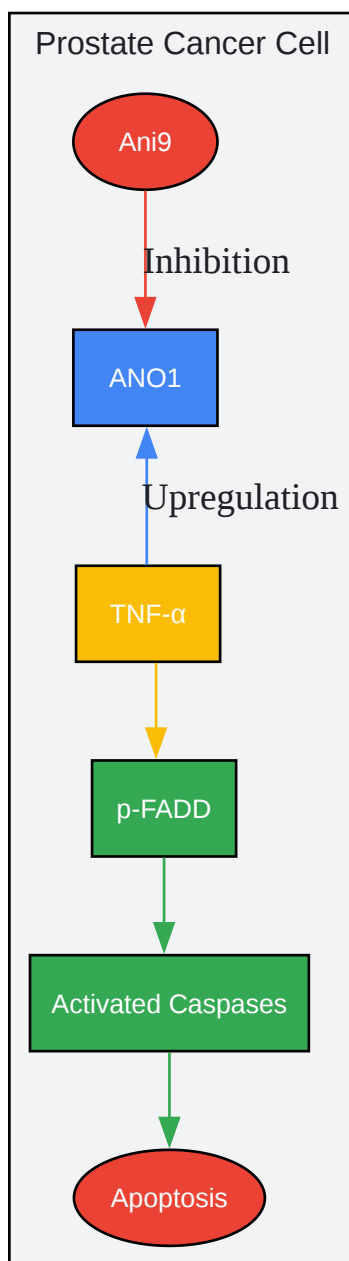 Prostate Cancer Cell
Ani9
Inhibition
ANO1
Upregulation
TNF-α
p-FADD
Activated Caspases
Apoptosis